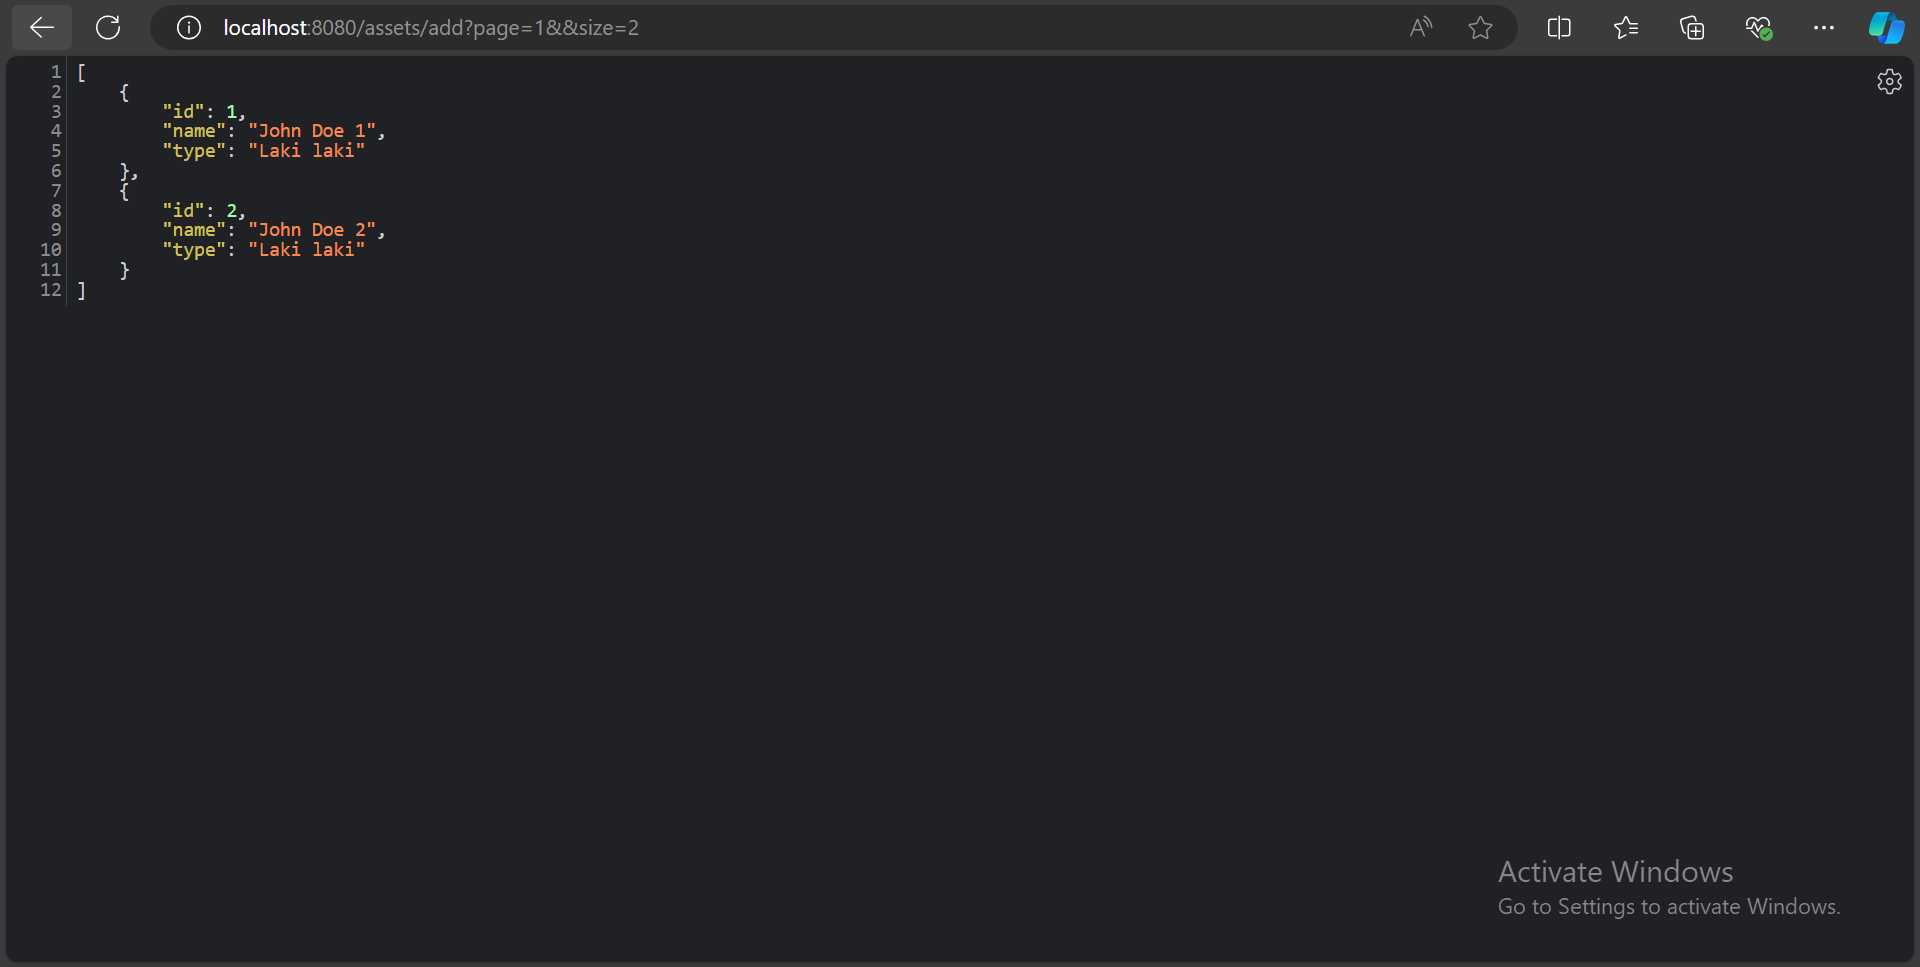 localhost:8080/assets/add?page=1&&size=2
1 [
2 {
3 "id": 1,
4 "name": "John Doe 1",
5 "type": "Laki laki"
6 },
7 {
8 "id": 2,
9 "name": "John Doe 2",
10 "type": "Laki laki"
11 }
12 ]
Activate Windows
Go to Settings to activate Windows.